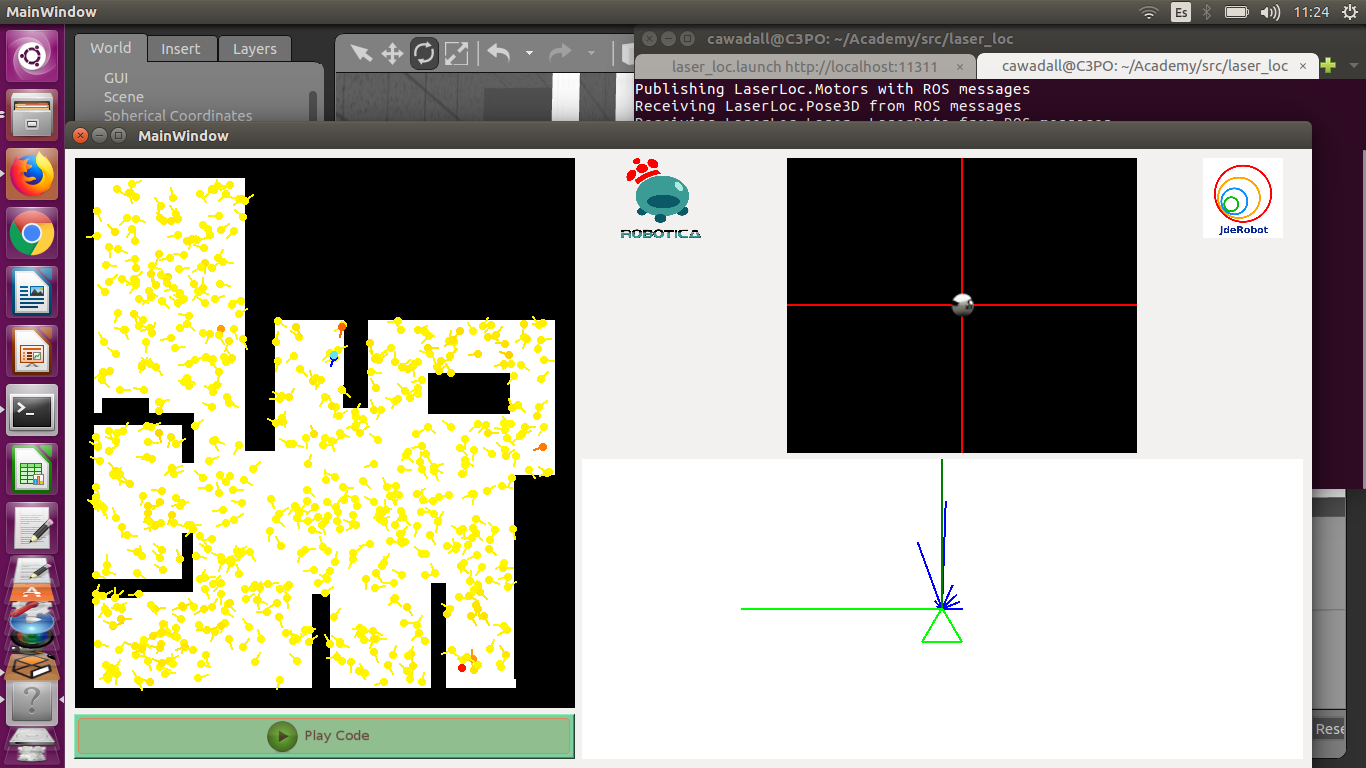 MainWindow
Es
11:24
World
Insert
Layers
GUI
Scene
Spherical Coordinates
cawadall@C3PO: ~/Academy/src/laser_loc
laser_loc.launch http://localhost:11311 ×
cawadall@C3PO: ~/Academy/src/laser_loc ×
Publishing LaserLoc.Motors with ROS messages
Receiving LaserLoc.Pose3D from ROS messages
MainWindow
ROBOTICA
JdeRobot
Play Code
Rese